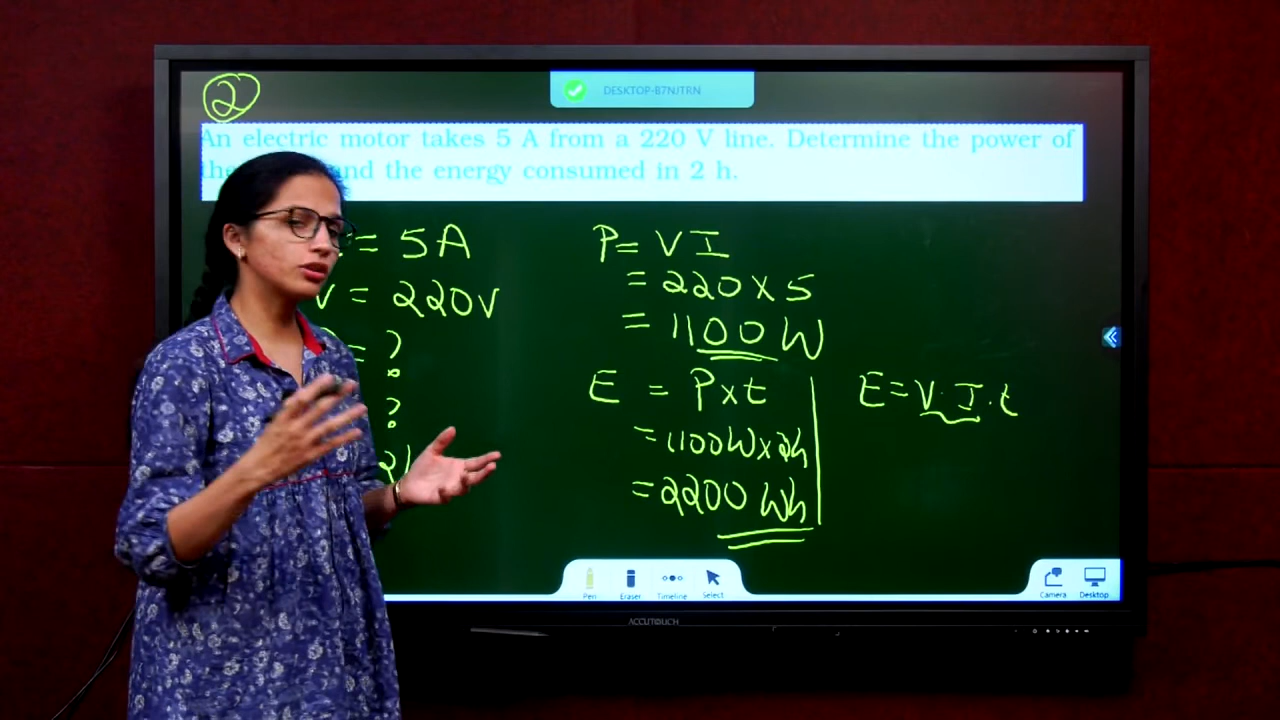 2
DESKTOP-B7NJTRN
An electric motor takes 5 A from a 220 V line. Determine the power of
the and the energy consumed in 2 h.
= 5A
V = 220V
= ?
?
P = VI
= 220 x 5
= 1100 W
E = P x t
= 1100W x 2h
= 2200 Wh
E = V. I. t
Pen Eraser Timeline Select
Camera Desktop
ACCUTOUCH